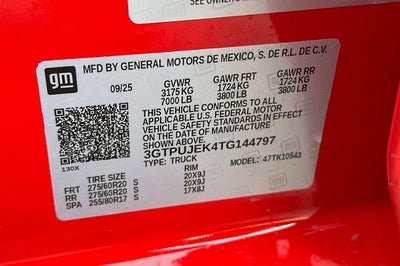 SEE OWNER'S
gm
MFD BY GENERAL MOTORS DE MEXICO, S. DE R.L. DE C.V.
09/25 GVWR GAWR FRT GAWR RR
3175 KG 1724 KG 1724 KG
7000 LB 3800 LB 3800 LB
THIS VEHICLE CONFORMS TO ALL APPLICABLE
U.S. FEDERAL MOTOR
VEHICLE SAFETY STANDARDS IN EFFECT
ON THE DATE OF MANUFACTURE
SHOWN ABOVE.
3GTPUJEK4TG144797
TYPE: TRUCK MODEL: 47TK10543
130X
TIRE SIZE RIM
FRT 275/60R20 S 20X9J
RR 275/60R20 S 20X9J
SPA 255/80R17 S 17X8J